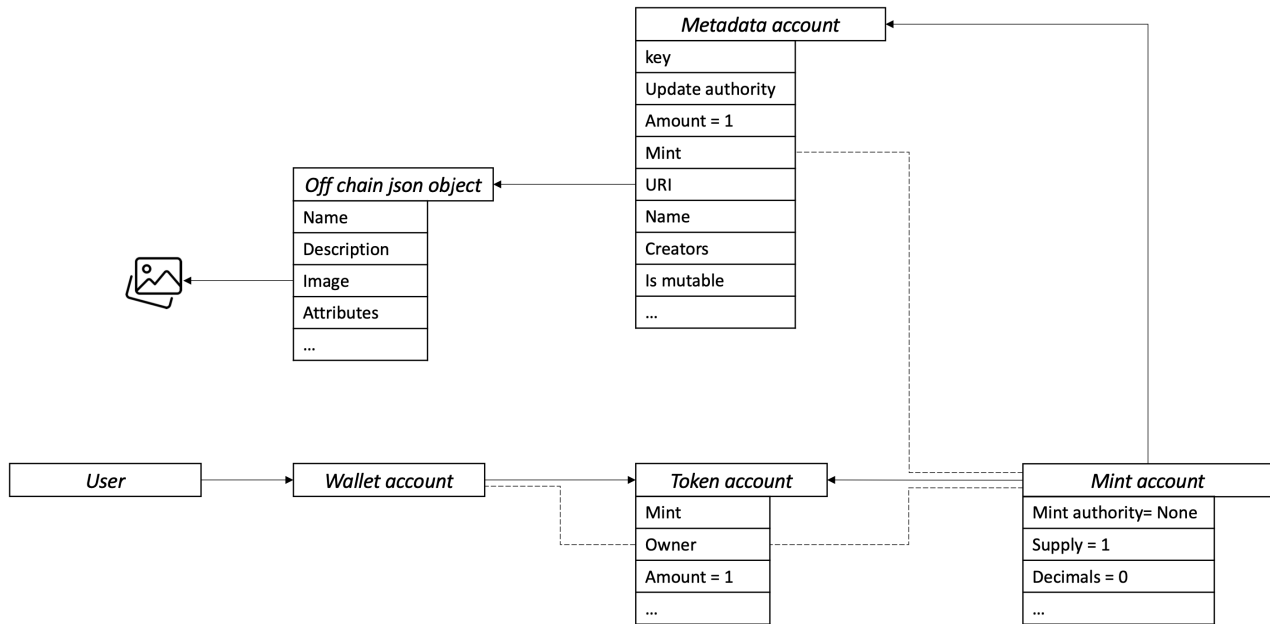 Metadata account
key
Update authority
Amount = 1
Mint
URI
Name
Creators
Is mutable
...
Off chain json object
Name
Description
Image
Attributes
...
User
Wallet account
Token account
Mint
Owner
Amount = 1
...
Mint account
Mint authority= None
Supply = 1
Decimals = 0
...